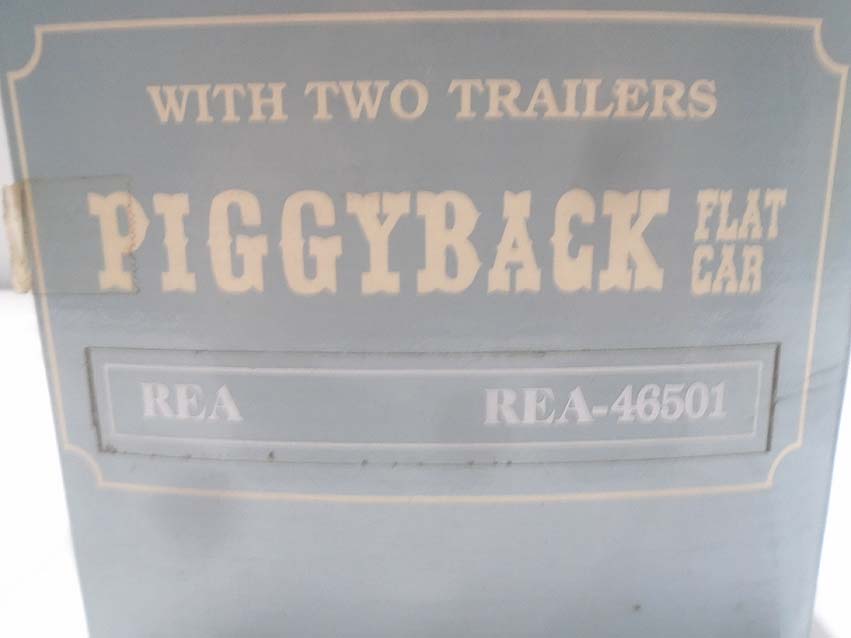 WITH TWO TRAILERS
PIGGYBACK FLAT CAR
REA REA-46501